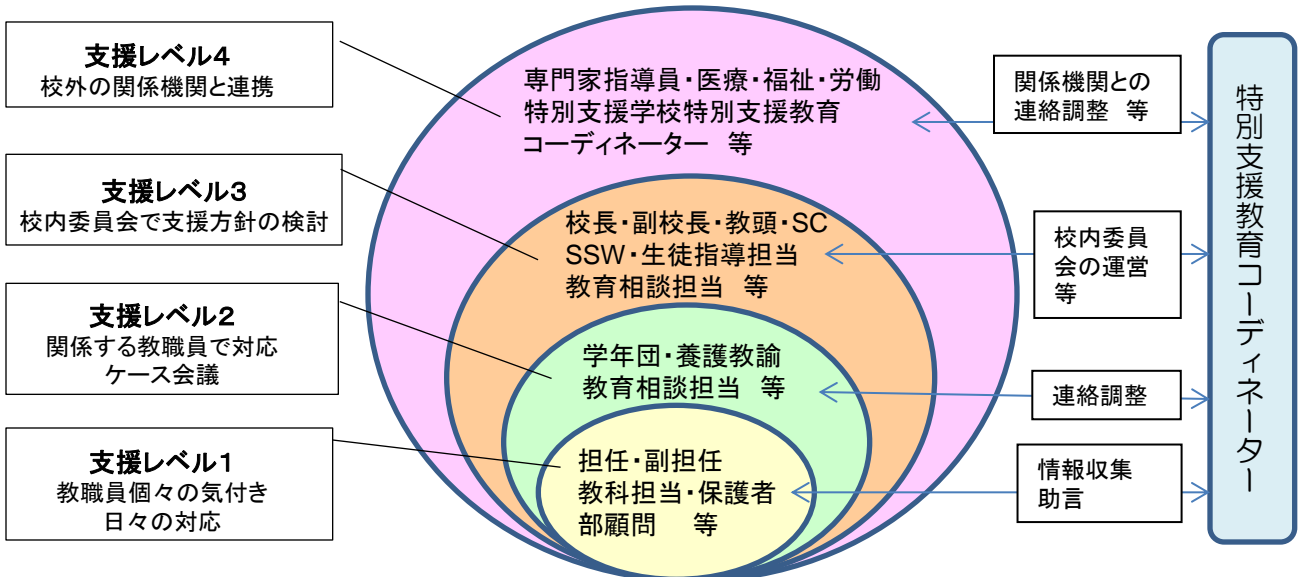 支援レベル4
校外の関係機関と連携
専門家指導員・医療・福祉・労働
特別支援学校特別支援教育
コーディネーター 等
関係機関との
連絡調整 等
支援レベル3
校内委員会で支援方針の検討
校長・副校長・教頭・SC
SSW・生徒指導担当
教育相談担当 等
校内委員
会の運営
等
支援レベル2
関係する教職員で対応
ケース会議
学年団・養護教諭
教育相談担当 等
連絡調整
支援レベル1
教職員個々の気付き
日々の対応
担任・副担任
教科担当・保護者
部顧問 等
情報収集
助言
特別支援教育コーディネーター